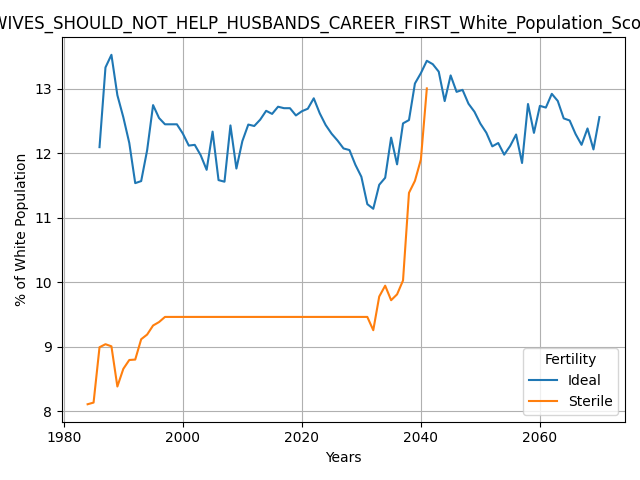 WIVES_SHOULD_NOT_HELP_HUSBANDS_CAREER_FIRST_White_Population_Sco
% of White Population
13
12
11
10
9
8
Fertility
Ideal
Sterile
1980 2000 2020 2040 2060
Years